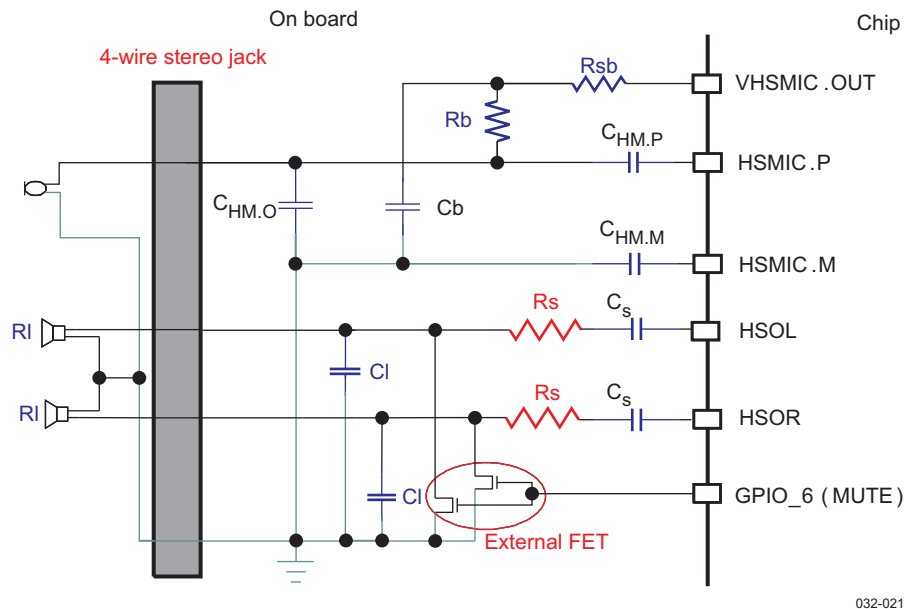 On board
Chip
4-wire stereo jack
Rsb
VHSMIC .OUT
Rb
CHM.P
HSMIC.P
CHM.O
Cb
CHM.M
HSMIC.M
Rl
Rs
Cs
HSOL
Cl
Rl
Rs
Cs
HSOR
Cl
GPIO_6 ( MUTE)
External FET
032-021